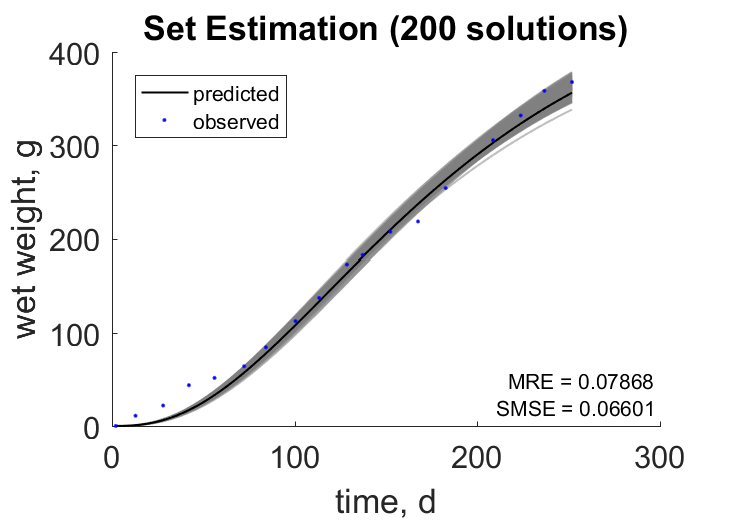 Set Estimation (200 solutions)
400
300
200
100
0
wet weight, g
predicted
observed
MRE = 0.07868
SMSE = 0.06601
0
100
200
300
time, d